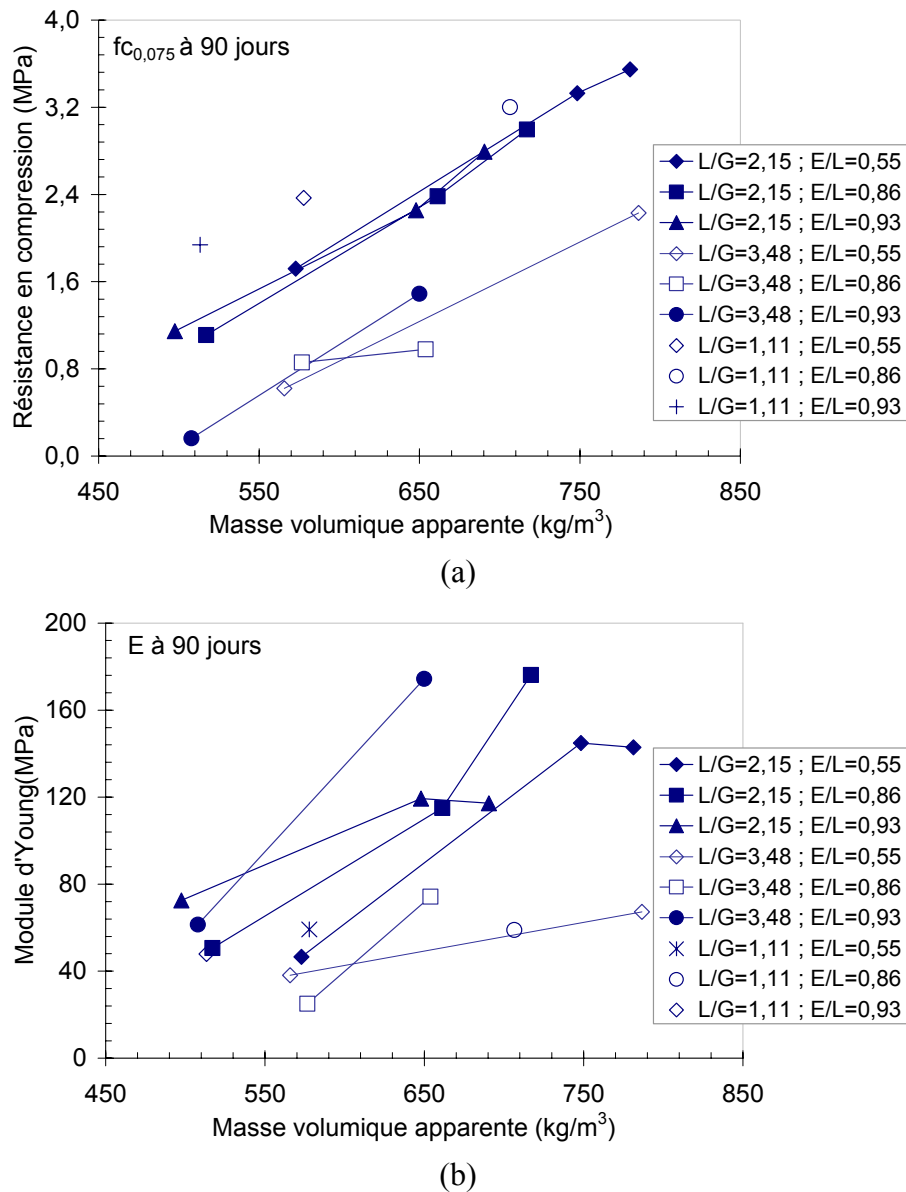 fc0,075 à 90 jours
Résistance en compression (MPa)
4,0
3,2
2,4
1,6
0,8
0,0
450 550 650 750 850
Masse volumique apparente (kg/m3)
L/G=2,15 ; E/L=0,55
L/G=2,15 ; E/L=0,86
L/G=2,15 ; E/L=0,93
L/G=3,48 ; E/L=0,55
L/G=3,48 ; E/L=0,86
L/G=3,48 ; E/L=0,93
L/G=1,11 ; E/L=0,55
L/G=1,11 ; E/L=0,86
L/G=1,11 ; E/L=0,93
(a)
E à 90 jours
Module d'Young(MPa)
200
160
120
80
40
0
450 550 650 750 850
Masse volumique apparente (kg/m3)
L/G=2,15 ; E/L=0,55
L/G=2,15 ; E/L=0,86
L/G=2,15 ; E/L=0,93
L/G=3,48 ; E/L=0,55
L/G=3,48 ; E/L=0,86
L/G=3,48 ; E/L=0,93
L/G=1,11 ; E/L=0,55
L/G=1,11 ; E/L=0,86
L/G=1,11 ; E/L=0,93
(b)